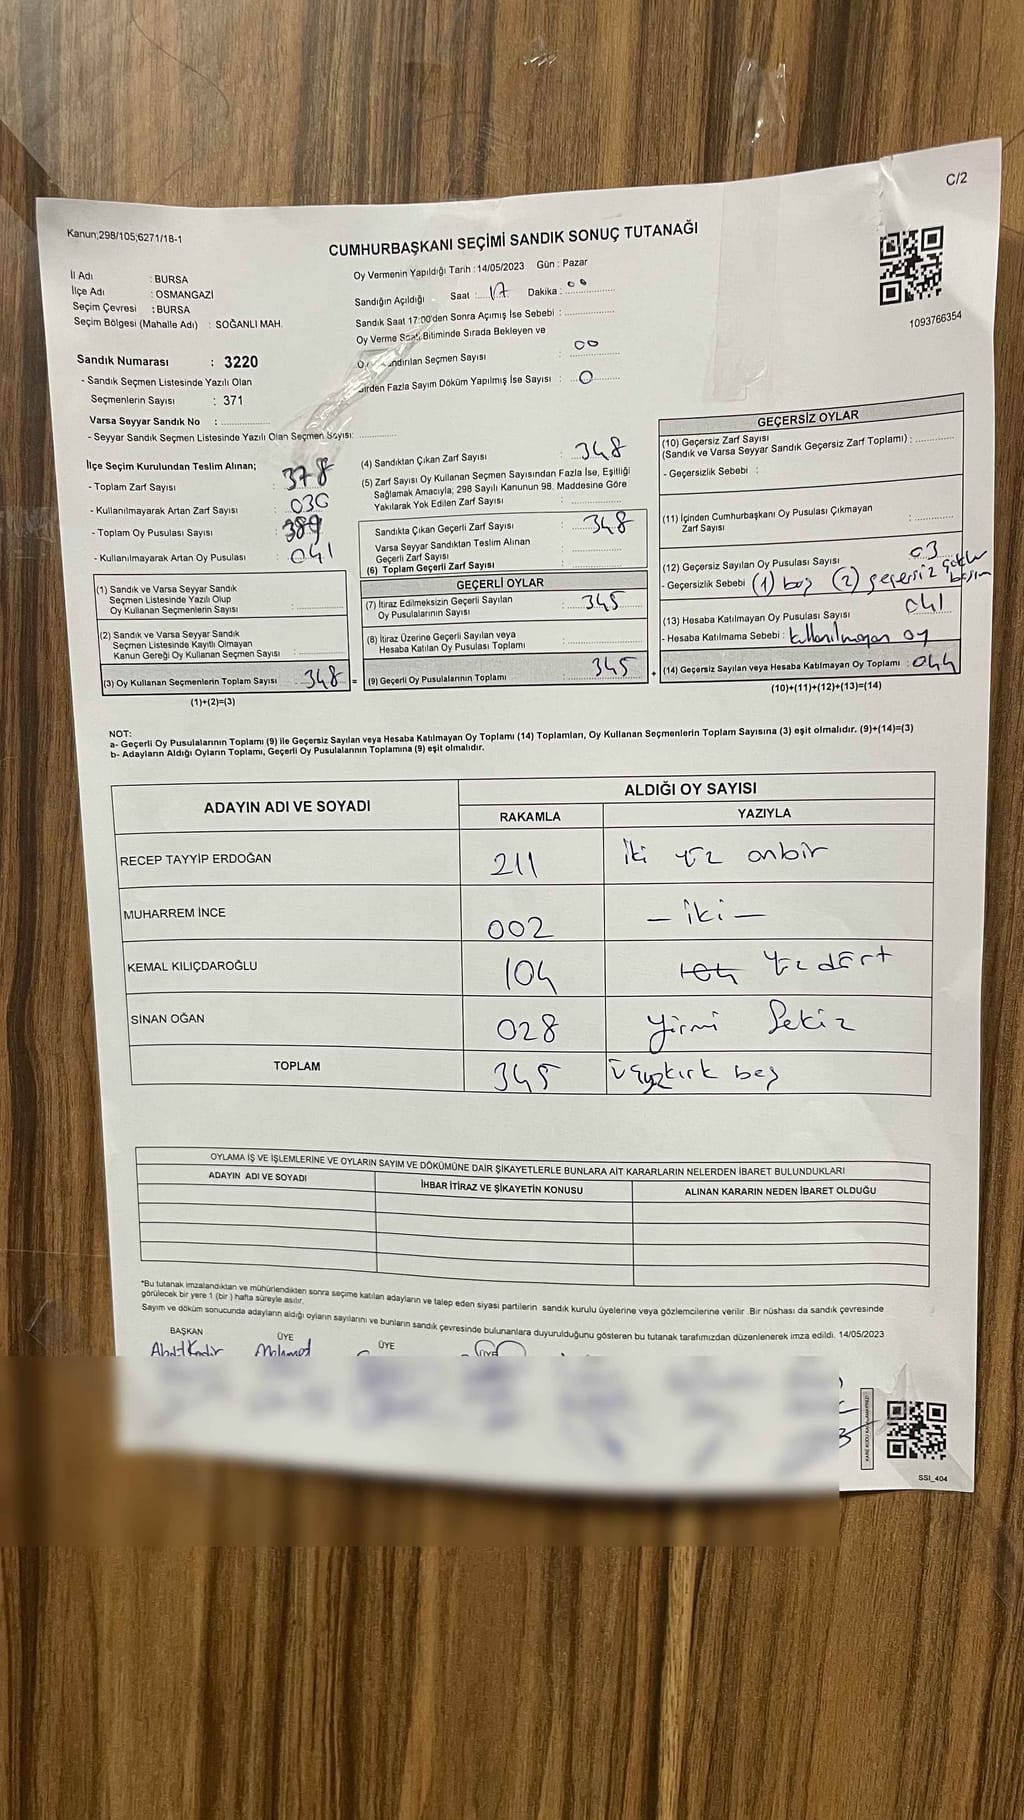 C/2
Kanun;298/105;6271/18-1
CUMHURBAŞKANI SEÇİMİ SANDIK SONUÇ TUTANAĞI
1093766354
İl Adı : BURSA
İlçe Adı : OSMANGAZİ
Seçim Çevresi : BURSA
Seçim Bölgesi (Mahalle Adı) : SOĞANLI MAH.
Oy Vermenin Yapıldığı Tarih : 14/05/2023 Gün : Pazar
Sandığın Açıldığı Saat : 17 Dakika : 00
Sandık Saat 17:00'den Sonra Açımış İse Sebebi :
Oy Verme Saati Bitiminde Sırada Bekleyen ve
Seçmen Sayısı : 00
Fazla Sayım Döküm Yapılmış İse Sayısı : 0
Sandık Numarası : 3220
- Sandık Seçmen Listesinde Yazılı Olan
Seçmenlerin Sayısı : 371
Varsa Seyyar Sandık No :
- Seyyar Sandık Seçmen Listesinde Yazılı Olan Seçmen Sayısı:
İlçe Seçim Kurulundan Teslim Alınan;
- Toplam Zarf Sayısı : 378
- Kullanılmayarak Artan Zarf Sayısı : 030
- Toplam Oy Pusulası Sayısı : 389
- Kullanılmayarak Artan Oy Pusulası : 041
(1) Sandık ve Varsa Seyyar Sandık
Seçmen Listesinde Yazılı Olup
Oy Kullanan Seçmenlerin Sayısı :
(2) Sandık ve Varsa Seyyar Sandık
Seçmen Listesinde Kayıtlı Olmayan
Kanun Gereği Oy Kullanan Seçmen Sayısı :
(3) Oy Kullanan Seçmenlerin Toplam Sayısı : 348 =
(1)+(2)=(3)
(4) Sandıktan Çıkan Zarf Sayısı : 348
(5) Zarf Sayısı Oy Kullanan Seçmen Sayısından Fazla İse, Eşitliği
Sağlamak Amacıyla; 298 Sayılı Kanunun 98. Maddesine Göre
Yakılarak Yok Edilen Zarf Sayısı :
Sandıkta Çıkan Geçerli Zarf Sayısı : 348
Varsa Seyyar Sandıktan Teslim Alınan
Geçerli Zarf Sayısı :
(6) Toplam Geçerli Zarf Sayısı :
GEÇERLİ OYLAR
(7) İtiraz Edilmeksizin Geçerli Sayılan
Oy Pusulalarının Sayısı : 345
(8) İtiraz Üzerine Geçerli Sayılan veya
Hesaba Katılan Oy Pusulası Toplamı :
(9) Geçerli Oy Pusulalarının Toplamı : 345 +
GEÇERSİZ OYLAR
(10) Geçersiz Zarf Sayısı
(Sandık ve Varsa Seyyar Sandık Geçersiz Zarf Toplamı) :
- Geçersizlik Sebebi :
(11) İçinden Cumhurbaşkanı Oy Pusulası Çıkmayan
Zarf Sayısı :
(12) Geçersiz Sayılan Oy Pusulası Sayısı : 03
- Geçersizlik Sebebi : (1) boş (2) geçersiz
(13) Hesaba Katılmayan Oy Pusulası Sayısı : 041
- Hesaba Katılmama Sebebi : kullanılmayan oy
(14) Geçersiz Sayılan veya Hesaba Katılmayan Oy Toplamı : 044
(10)+(11)+(12)+(13)=(14)
NOT:
a- Geçerli Oy Pusulalarının Toplamı (9) ile Geçersiz Sayılan veya Hesaba Katılmayan Oy Toplamı (14) Toplamları, Oy Kullanan Seçmenlerin Toplam Sayısına (3) eşit olmalıdır. (9)+(14)=(3)
b- Adayların Aldığı Oyların Toplamı, Geçerli Oy Pusulalarının Toplamına (9) eşit olmalıdır.
ADAYIN ADI VE SOYADI ALDIĞI OY SAYISI
RAKAMLA YAZIYLA
RECEP TAYYİP ERDOĞAN 211 iki yüz onbir
MUHARREM İNCE 002 - iki -
KEMAL KILIÇDAROĞLU 104 104 Yüz dört
SİNAN OĞAN 028 yirmi Sekiz
TOPLAM 345 Üçyüzkırk beş
OYLAMA İŞ VE İŞLEMLERİNE VE OYLARIN SAYIM VE DÖKÜMÜNE DAİR ŞİKAYETLERLE BUNLARA AİT KARARLARIN NELERDEN İBARET BULUNDUKLARI
ADAYIN ADI VE SOYADI İHBAR İTİRAZ VE ŞİKAYETİN KONUSU ALINAN KARARIN NEDEN İBARET OLDUĞU
*Bu tutanak imzalandıktan ve mühürlendikten sonra seçime katılan adayların ve talep eden siyasi partilerin sandık kurulu üyelerine veya gözlemcilerine verilir .Bir nüshası da sandık çevresinde
görülecek bir yere 1 (bir ) hafta süreyle asılır.
Sayım ve döküm sonucunda adayların aldığı oyların sayılarını ve bunların sandık çevresinde bulunanlara duyurulduğunu gösteren bu tutanak tarafımızdan düzenlenerek imza edildi. 14/05/2023
BAŞKAN ÜYE ÜYE ÜYE
Abdulkadir Mehmet
SSI_404